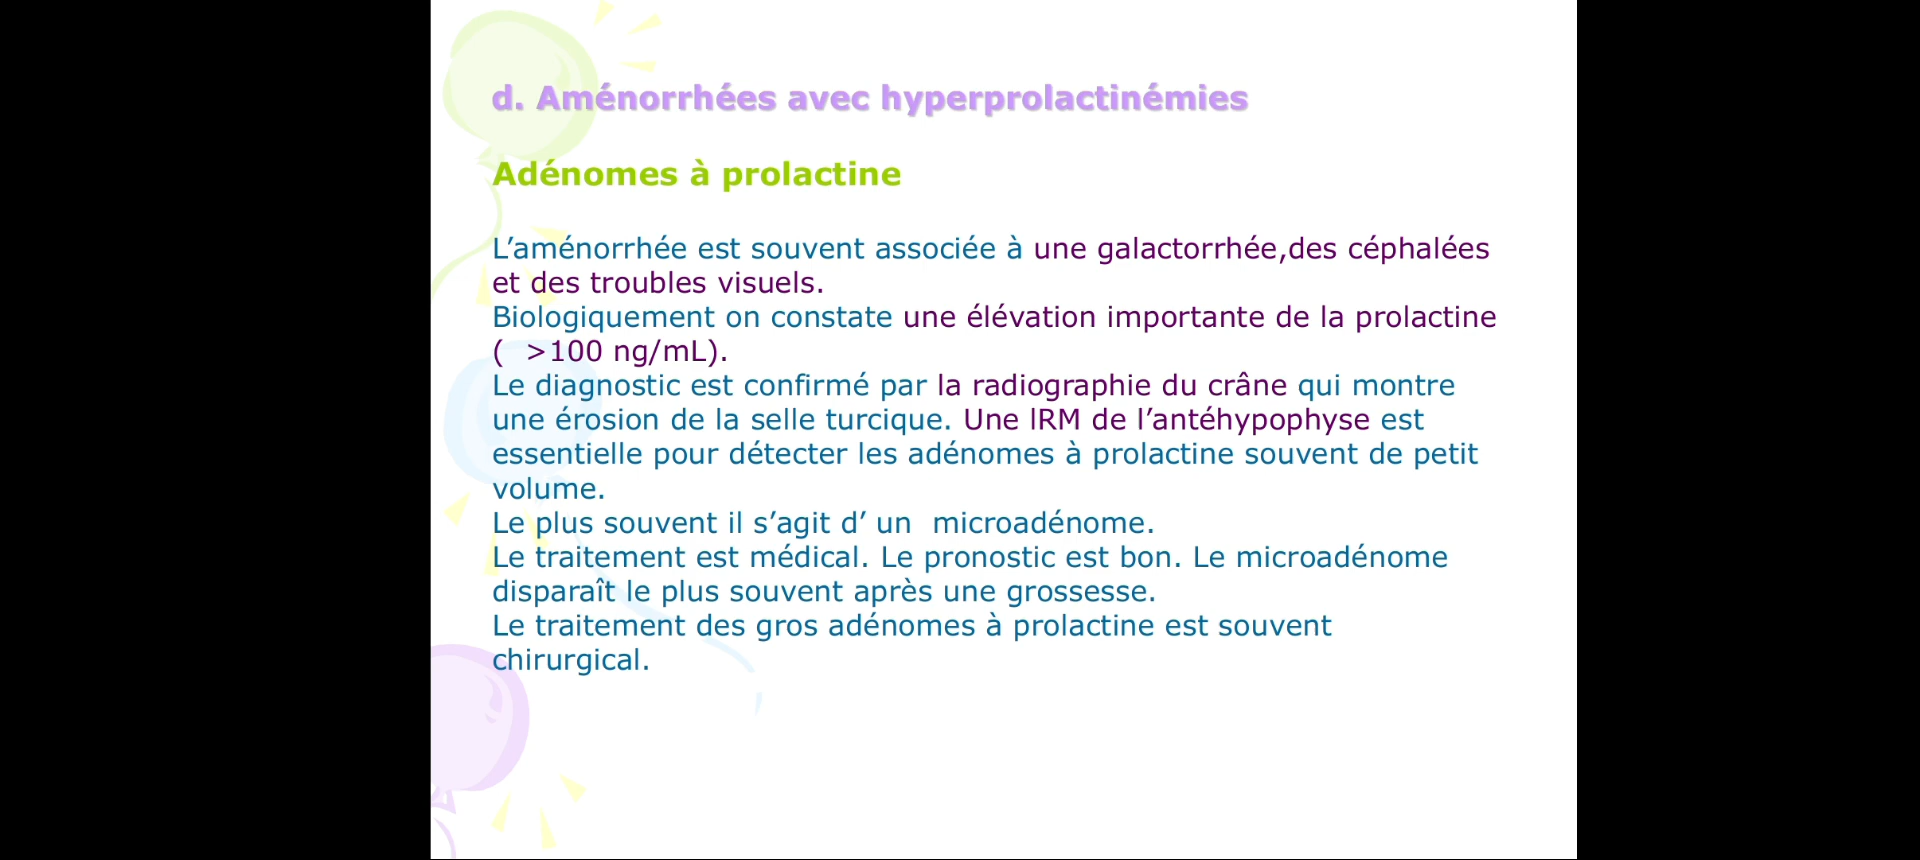 d. Aménorrhées avec hyperprolactinémies
Adénomes à prolactine
L’aménorrhée est souvent associée à une galactorrhée,des céphalées
et des troubles visuels.
Biologiquement on constate une élévation importante de la prolactine
(  >100 ng/mL).
Le diagnostic est confirmé par la radiographie du crâne qui montre
une érosion de la selle turcique. Une lRM de l’antéhypophyse est
essentielle pour détecter les adénomes à prolactine souvent de petit
volume.
Le plus souvent il s’agit d’ un  microadénome.
Le traitement est médical. Le pronostic est bon. Le microadénome
disparaît le plus souvent après une grossesse.
Le traitement des gros adénomes à prolactine est souvent
chirurgical.